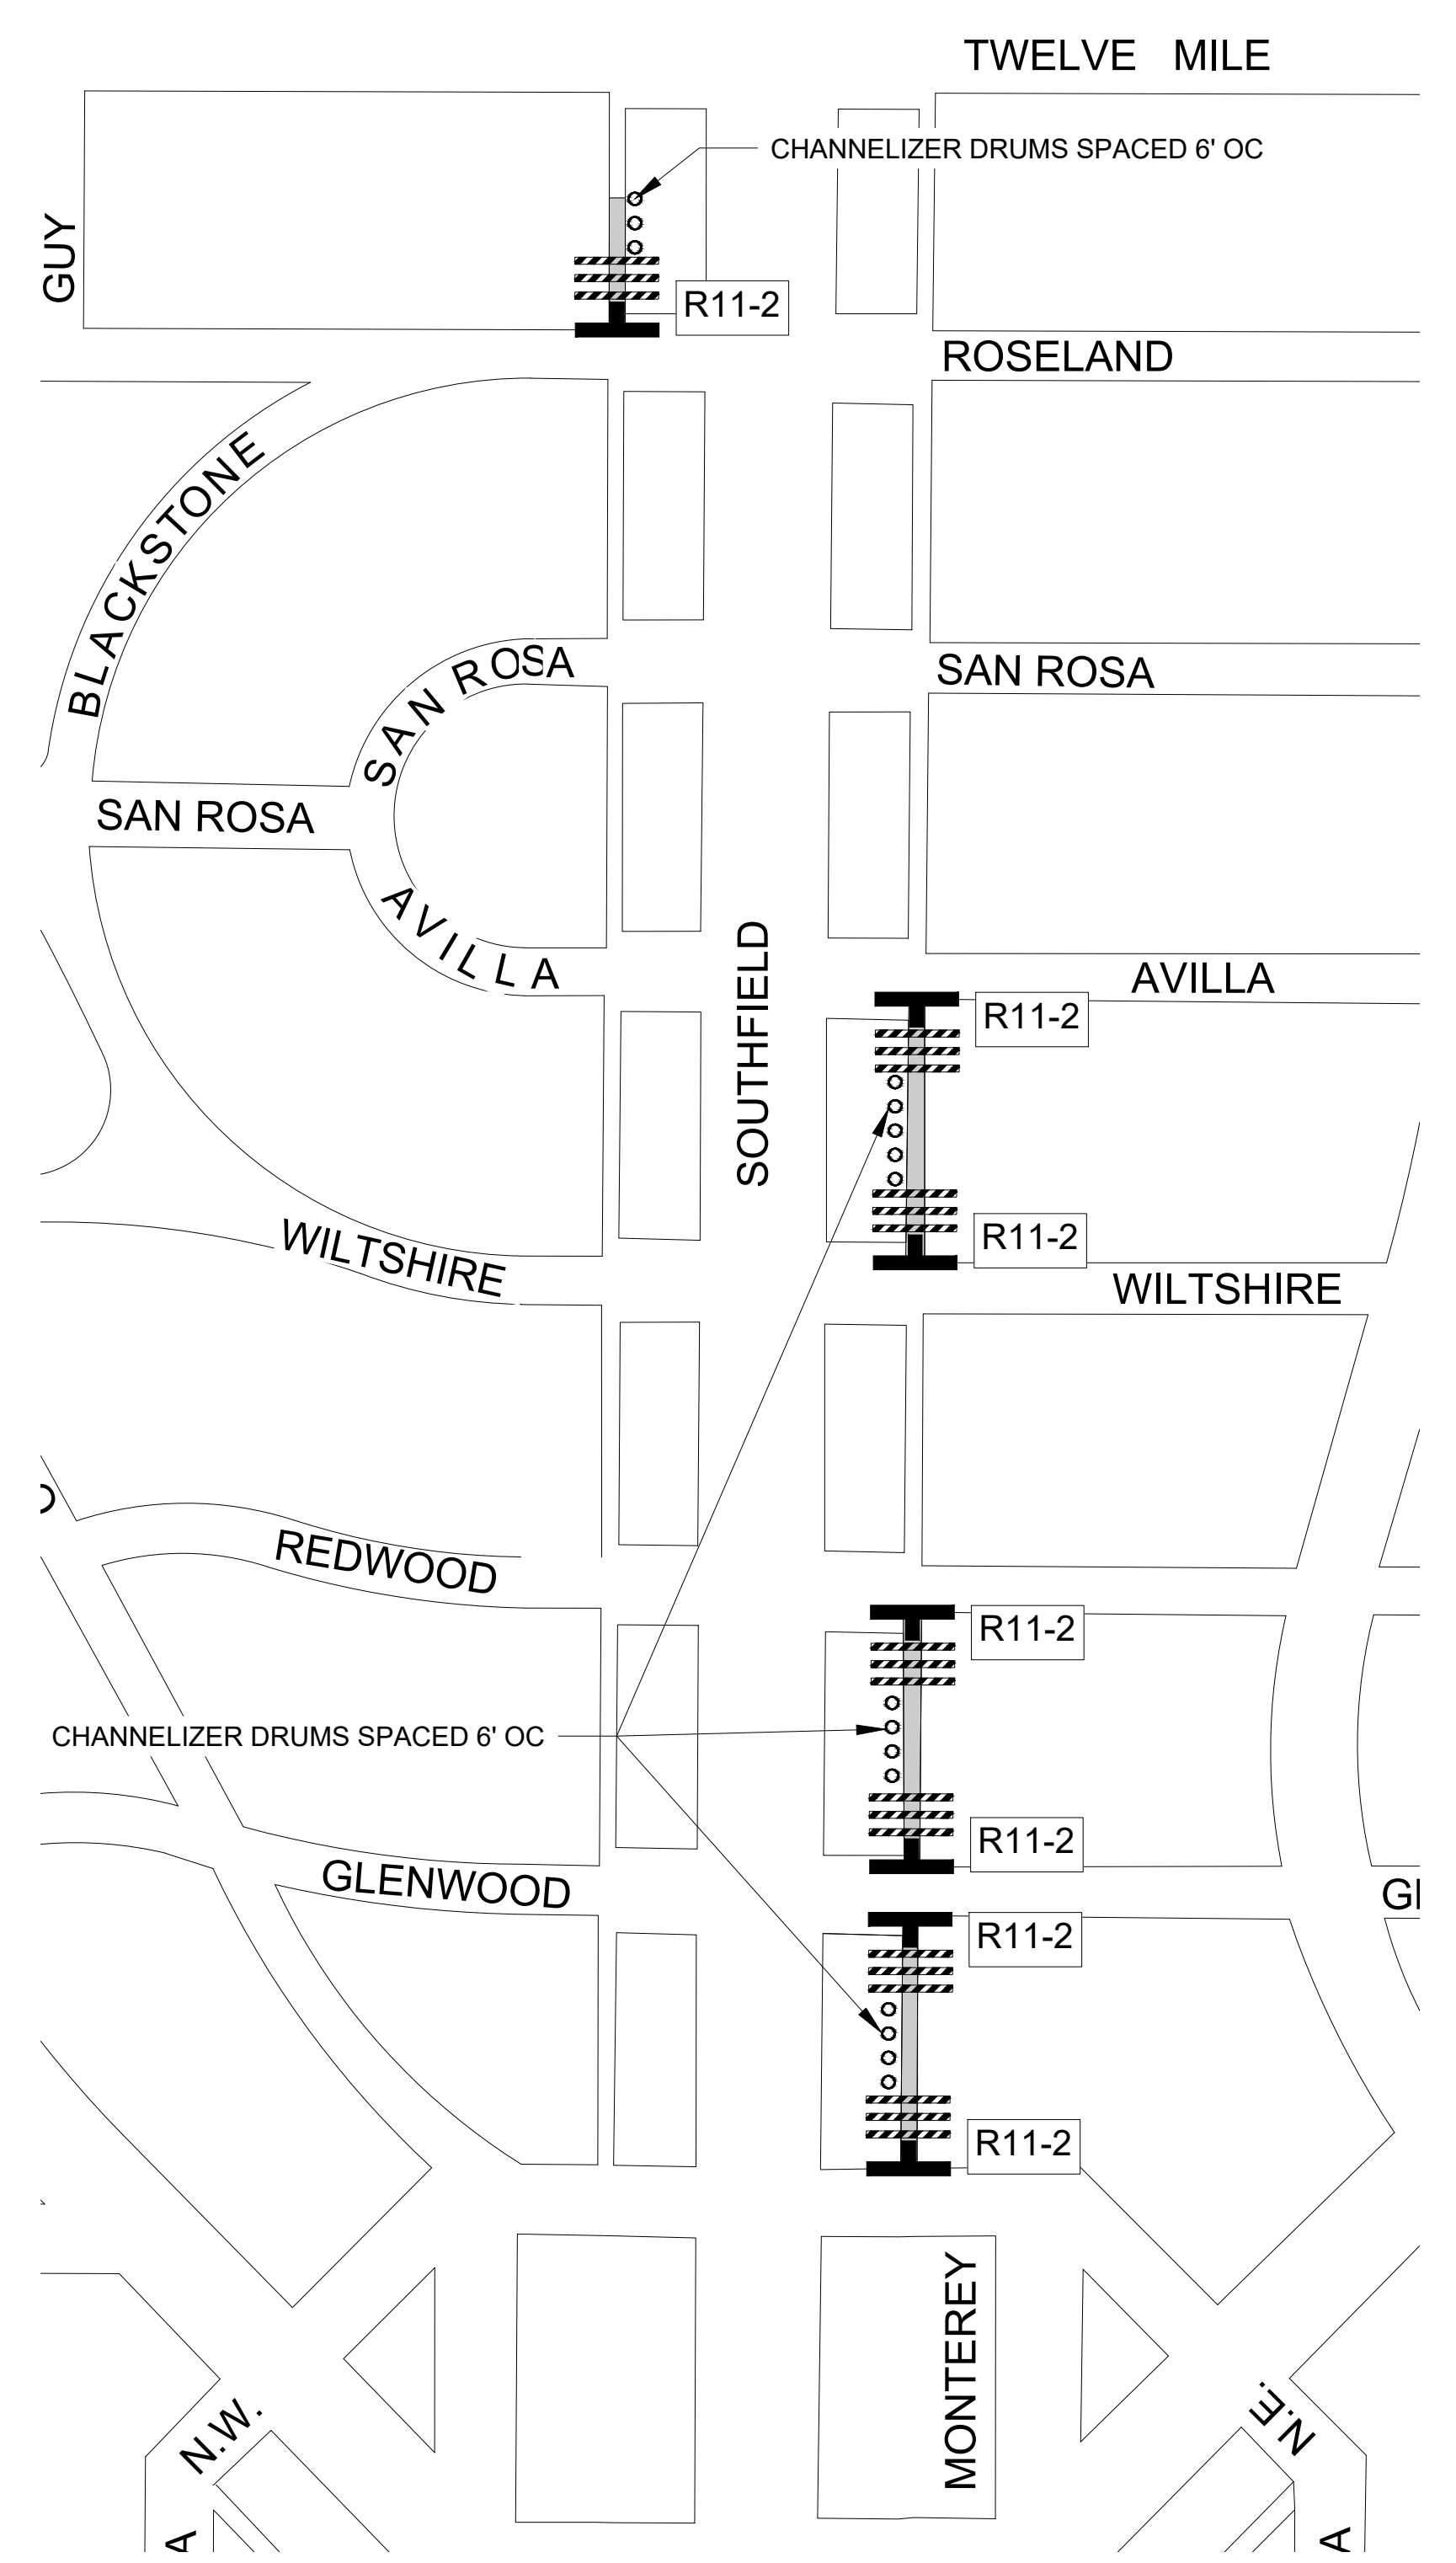 TWELVE MILE
CHANNELIZER DRUMS SPACED 6' OC
GUY
R11-2
ROSELAND
BLACKSTONE
SAN ROSA
SAN ROSA
SAN ROSA
AVILLA
SOUTHFIELD
AVILLA
R11-2
R11-2
WILTSHIRE
WILTSHIRE
REDWOOD
R11-2
CHANNELIZER DRUMS SPACED 6' OC
R11-2
GLENWOOD
R11-2
R11-2
MONTEREY
N.W.
N.E.
A
A